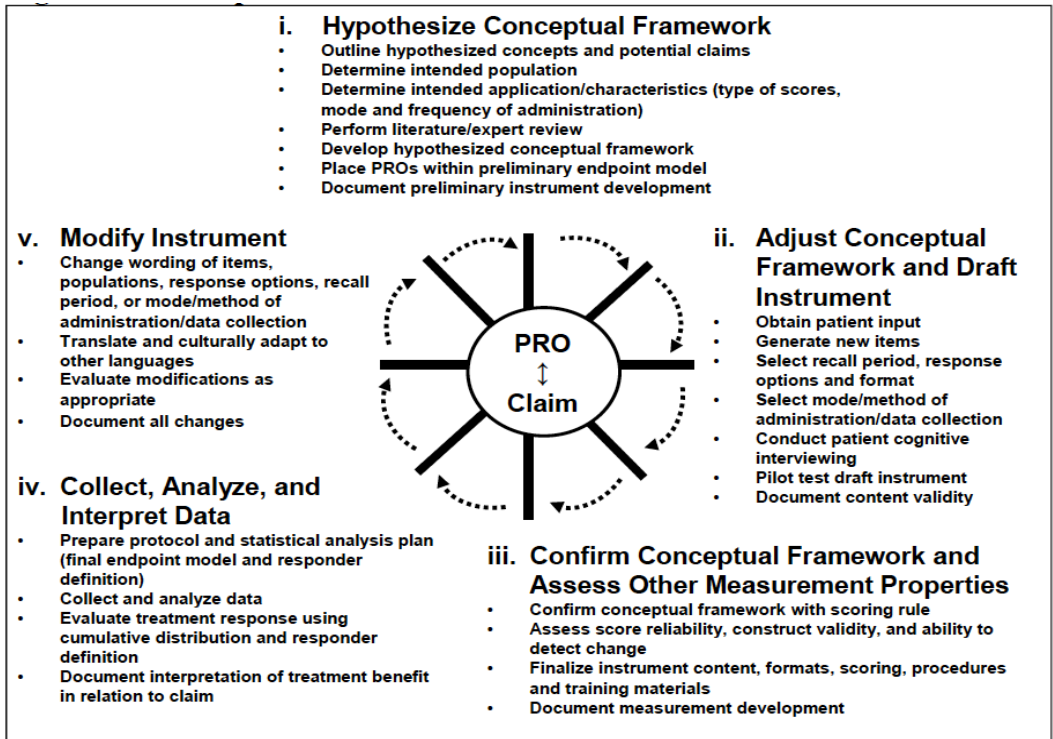 i. Hypothesize Conceptual Framework
• Outline hypothesized concepts and potential claims
• Determine intended population
• Determine intended application/characteristics (type of scores,
mode and frequency of administration)
• Perform literature/expert review
• Develop hypothesized conceptual framework
• Place PROs within preliminary endpoint model
• Document preliminary instrument development
ii. Adjust Conceptual
Framework and Draft
Instrument
• Obtain patient input
• Generate new items
• Select recall period, response
options and format
• Select mode/method of
administration/data collection
• Conduct patient cognitive
interviewing
• Pilot test draft instrument
• Document content validity
iii. Confirm Conceptual Framework and
Assess Other Measurement Properties
• Confirm conceptual framework with scoring rule
• Assess score reliability, construct validity, and ability to
detect change
• Finalize instrument content, formats, scoring, procedures
and training materials
• Document measurement development
iv. Collect, Analyze, and
Interpret Data
• Prepare protocol and statistical analysis plan
(final endpoint model and responder
definition)
• Collect and analyze data
• Evaluate treatment response using
cumulative distribution and responder
definition
• Document interpretation of treatment benefit
in relation to claim
v. Modify Instrument
• Change wording of items,
populations, response options, recall
period, or mode/method of
administration/data collection
• Translate and culturally adapt to
other languages
• Evaluate modifications as
appropriate
• Document all changes
PRO
↕
Claim